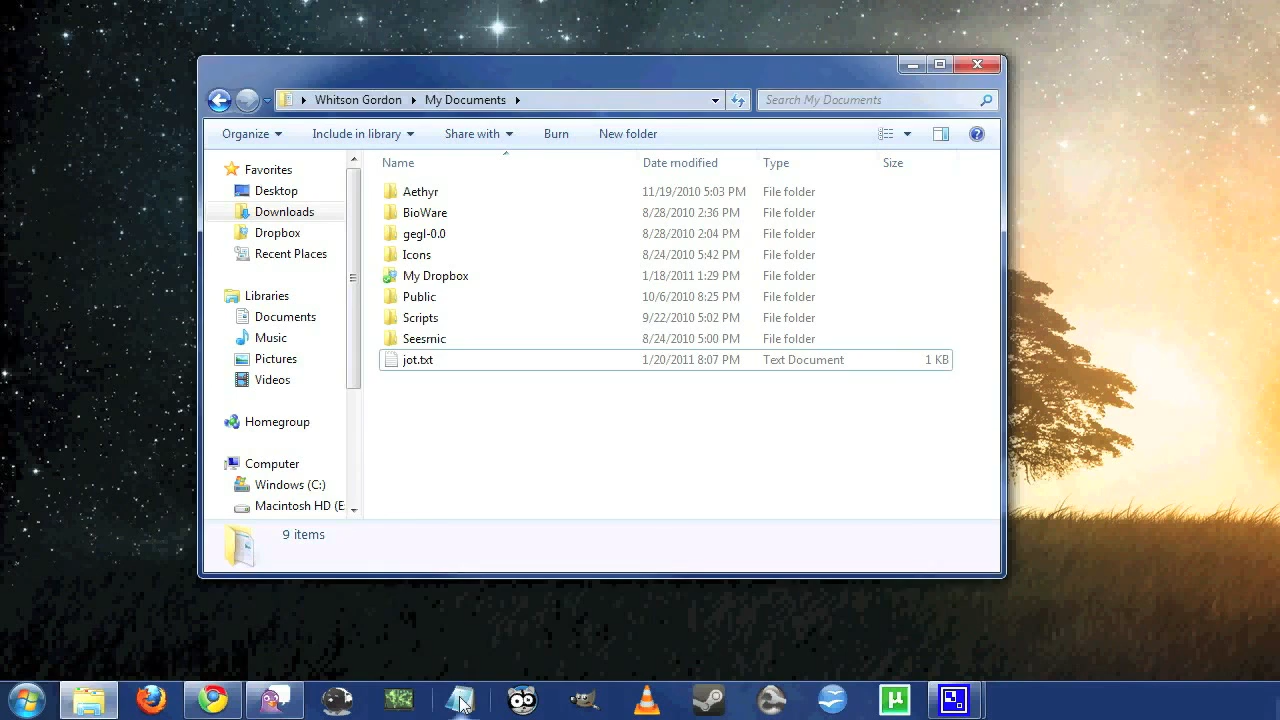 Whitson Gordon My Documents Search My Documents
Organize Include in library Share with Burn New folder
Favorites
Desktop
Downloads
Dropbox
Recent Places
Libraries
Documents
Music
Pictures
Videos
Homegroup
Computer
Windows (C:)
Macintosh HD (E
Name Date modified Type Size
Aethyr 11/19/2010 5:03 PM File folder
BioWare 8/28/2010 2:36 PM File folder
gegl-0.0 8/28/2010 2:04 PM File folder
Icons 8/24/2010 5:42 PM File folder
My Dropbox 1/18/2011 1:29 PM File folder
Public 10/6/2010 8:25 PM File folder
Scripts 9/22/2010 5:02 PM File folder
Seesmic 8/24/2010 5:00 PM File folder
jot.txt 1/20/2011 8:07 PM Text Document 1 KB
9 items
µ